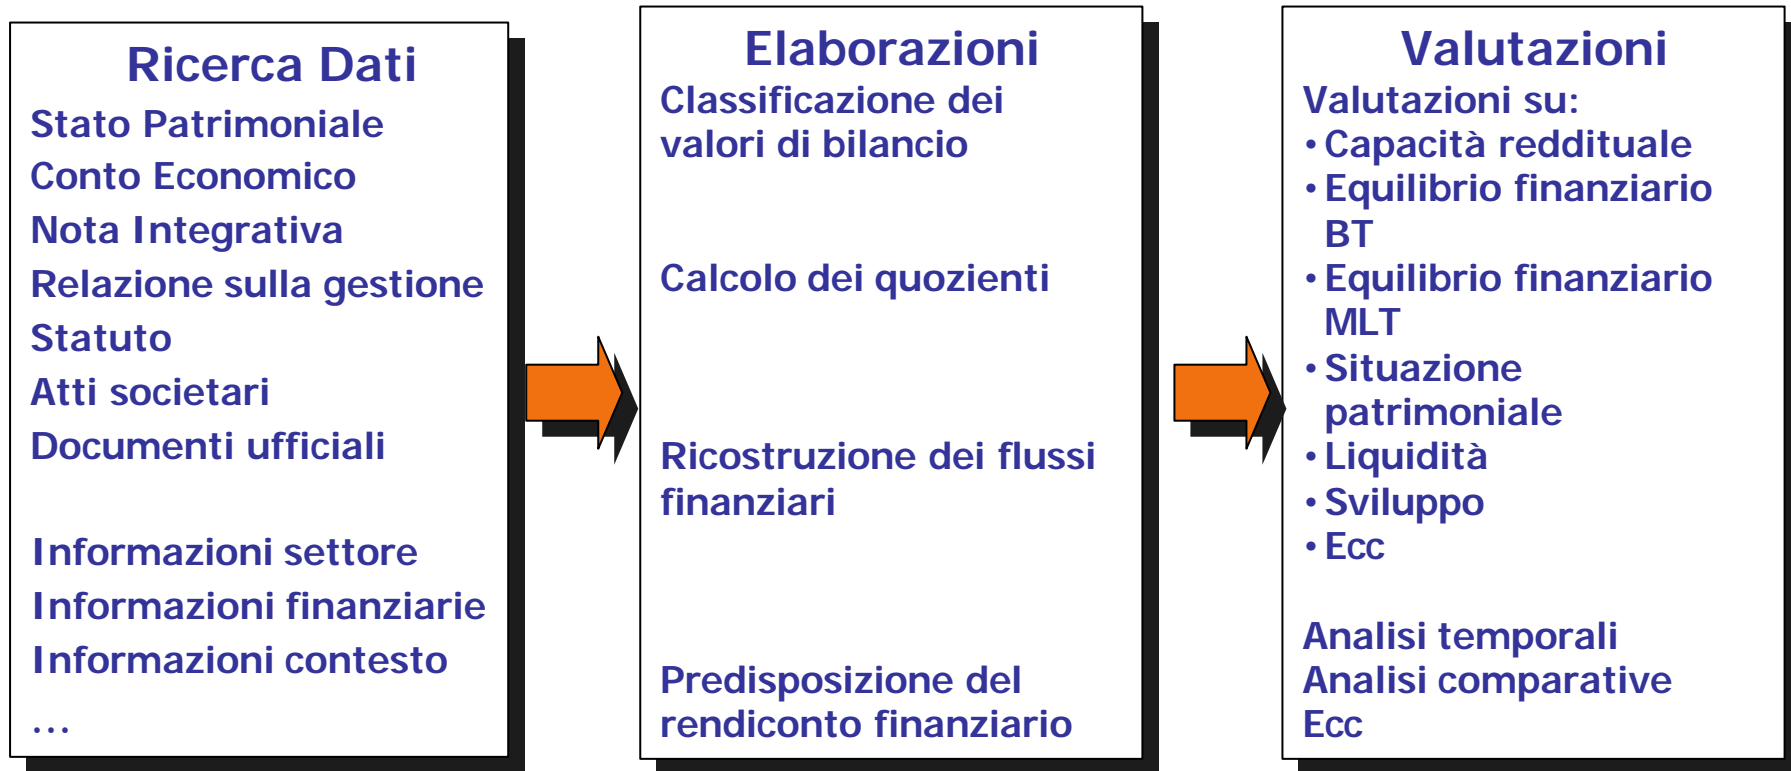 Ricerca Dati
Stato Patrimoniale
Conto Economico
Nota Integrativa
Relazione sulla gestione
Statuto
Atti societari
Documenti ufficiali
Informazioni settore
Informazioni finanziarie
Informazioni contesto
...
Elaborazioni
Classificazione dei
valori di bilancio
Calcolo dei quozienti
Ricostruzione dei flussi
finanziari
Predisposizione del
rendiconto finanziario
Valutazioni
Valutazioni su:
• Capacità reddituale
• Equilibrio finanziario
BT
• Equilibrio finanziario
MLT
• Situazione
patrimoniale
• Liquidità
• Sviluppo
• Ecc
Analisi temporali
Analisi comparative
Ecc